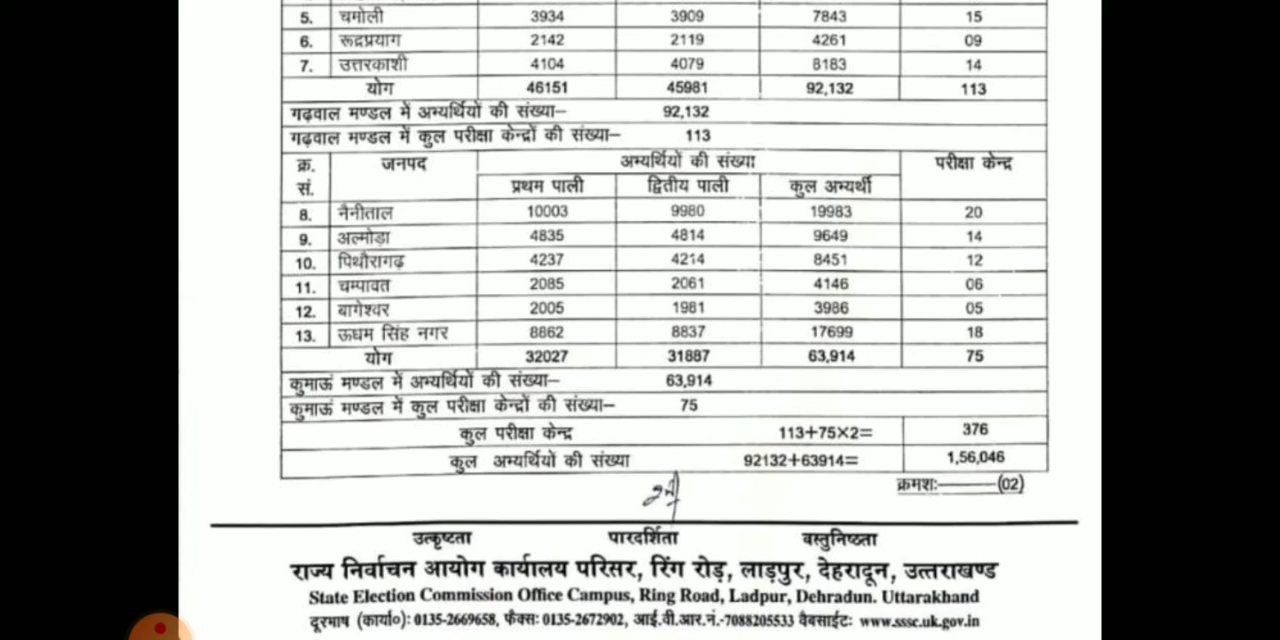 5. चमोली 3934 3909 7843 15
6. रूद्रप्रयाग 2142 2119 4261 09
7. उत्तरकाशी 4104 4079 8183 14
योग 46151 45981 92,132 113
गढ़वाल मण्डल में अभ्यर्थियों की संख्या– 92,132
गढ़वाल मण्डल में कुल परीक्षा केन्द्रों की संख्या– 113
क्र. सं. जनपद अभ्यर्थियों की संख्या परीक्षा केन्द्र
प्रथम पाली द्वितीय पाली कुल अभ्यर्थी
8. नैनीताल 10003 9980 19983 20
9. अल्मोड़ा 4835 4814 9649 14
10. पिथौरागढ़ 4237 4214 8451 12
11. चम्पावत 2085 2061 4146 06
12. बागेश्वर 2005 1981 3986 05
13. ऊधम सिंह नगर 8862 8837 17699 18
योग 32027 31887 63,914 75
कुमाऊं मण्डल में अभ्यर्थियों की संख्या– 63,914
कुमाऊं मण्डल में कुल परीक्षा केन्द्रों की संख्या– 75
कुल परीक्षा केन्द्र 113+75×2= 376
कुल अभ्यर्थियों की संख्या 92132+63914= 1,56,046
क्रमशः———(02)
उत्कृष्टता पारदर्शिता वस्तुनिष्ठता
राज्य निर्वाचन आयोग कार्यालय परिसर, रिंग रोड़, लाड़पुर, देहरादून, उत्तराखण्ड
State Election Commission Office Campus, Ring Road, Ladpur, Dehradun. Uttarakhand
दूरभाष (कार्या०): 0135-2669658, फैक्सः 0135-2672902, आई.वी.आर.नं.-7088205533 वैबसाईटः www.sssc.uk.gov.in